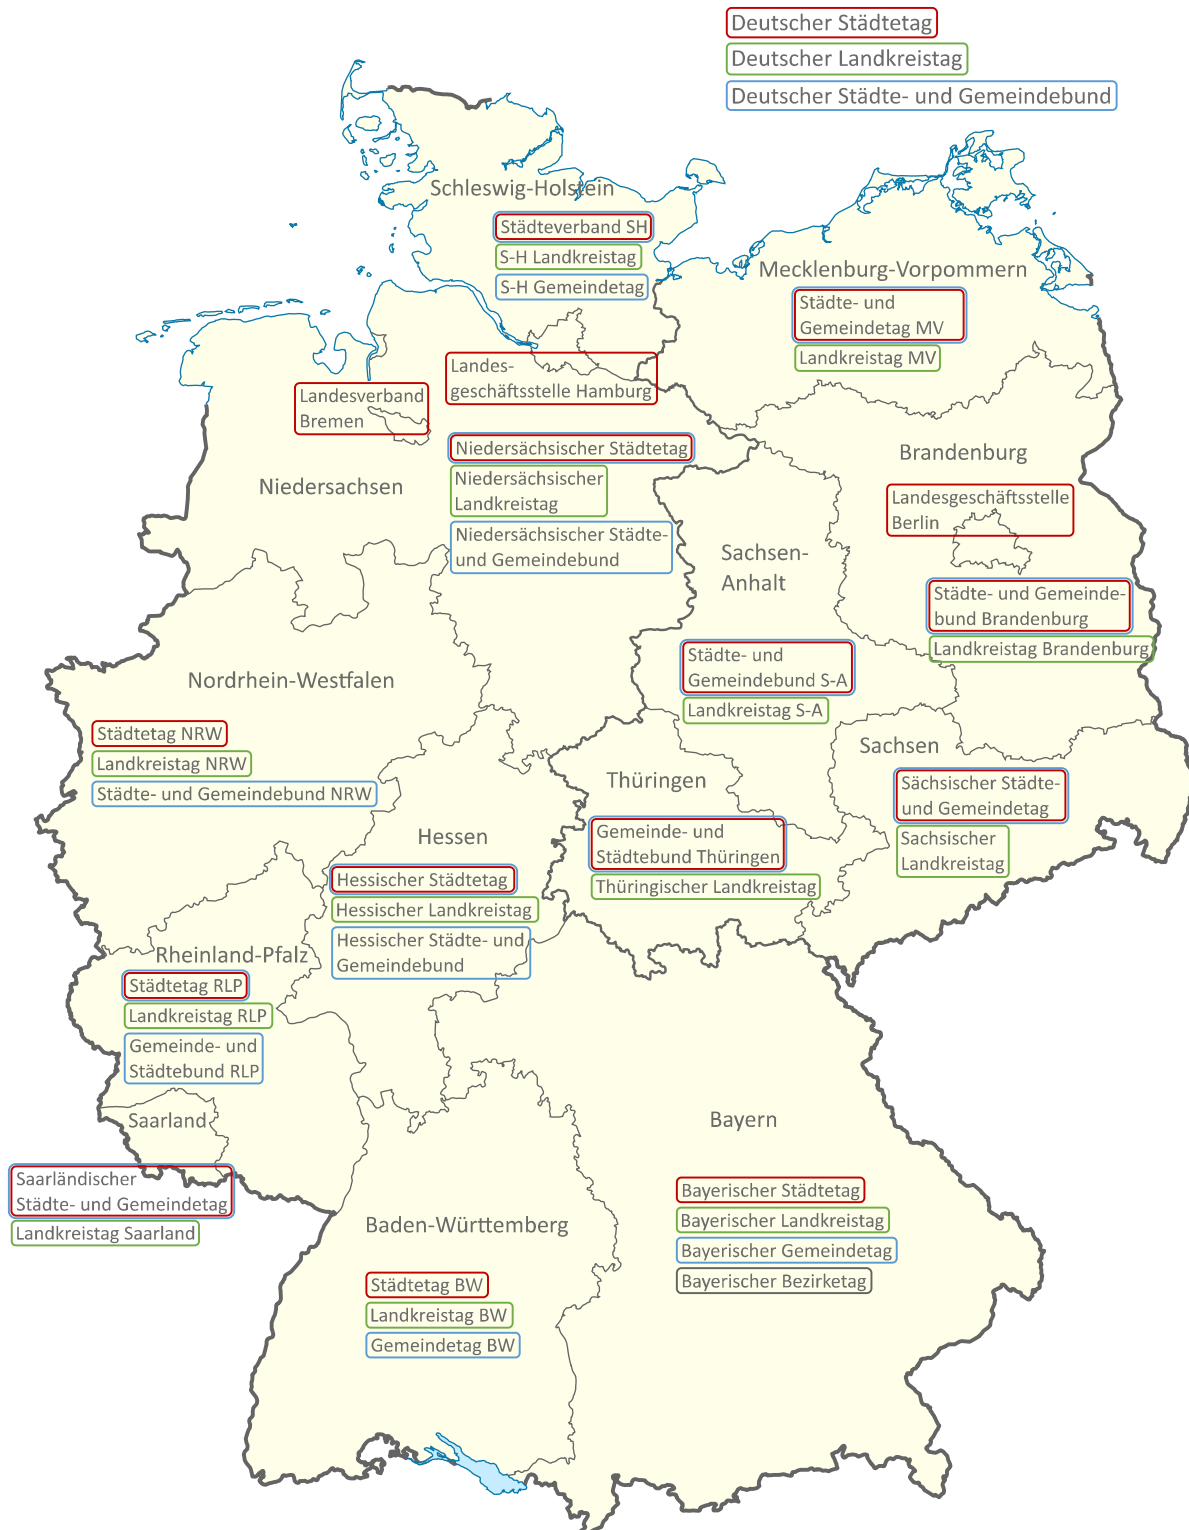 Deutscher Städtetag
Deutscher Landkreistag
Deutscher Städte- und Gemeindebund
Schleswig-Holstein
Städteverband SH
S-H Landkreistag
S-H Gemeindetag
Mecklenburg-Vorpommern
Städte- und
Gemeindetag MV
Landkreistag MV
Landes-
geschäftsstelle Hamburg
Landesverband
Bremen
Niedersachsen
Niedersächsischer Städtetag
Niedersächsischer
Landkreistag
Niedersächsischer Städte-
und Gemeindebund
Brandenburg
Landesgeschäftsstelle
Berlin
Städte- und Gemeinde-
bund Brandenburg
Landkreistag Brandenburg
Sachsen-
Anhalt
Städte- und
Gemeindebund S-A
Landkreistag S-A
Nordrhein-Westfalen
Städtetag NRW
Landkreistag NRW
Städte- und Gemeindebund NRW
Sachsen
Sächsischer Städte-
und Gemeindetag
Sachsischer
Landkreistag
Thüringen
Gemeinde- und
Städtebund Thüringen
Thüringischer Landkreistag
Hessen
Hessischer Städtetag
Hessischer Landkreistag
Hessischer Städte- und
Gemeindebund
Rheinland-Pfalz
Städtetag RLP
Landkreistag RLP
Gemeinde- und
Städtebund RLP
Saarland
Saarländischer
Städte- und Gemeindetag
Landkreistag Saarland
Bayern
Bayerischer Städtetag
Bayerischer Landkreistag
Bayerischer Gemeindetag
Bayerischer Bezirketag
Baden-Württemberg
Städtetag BW
Landkreistag BW
Gemeindetag BW